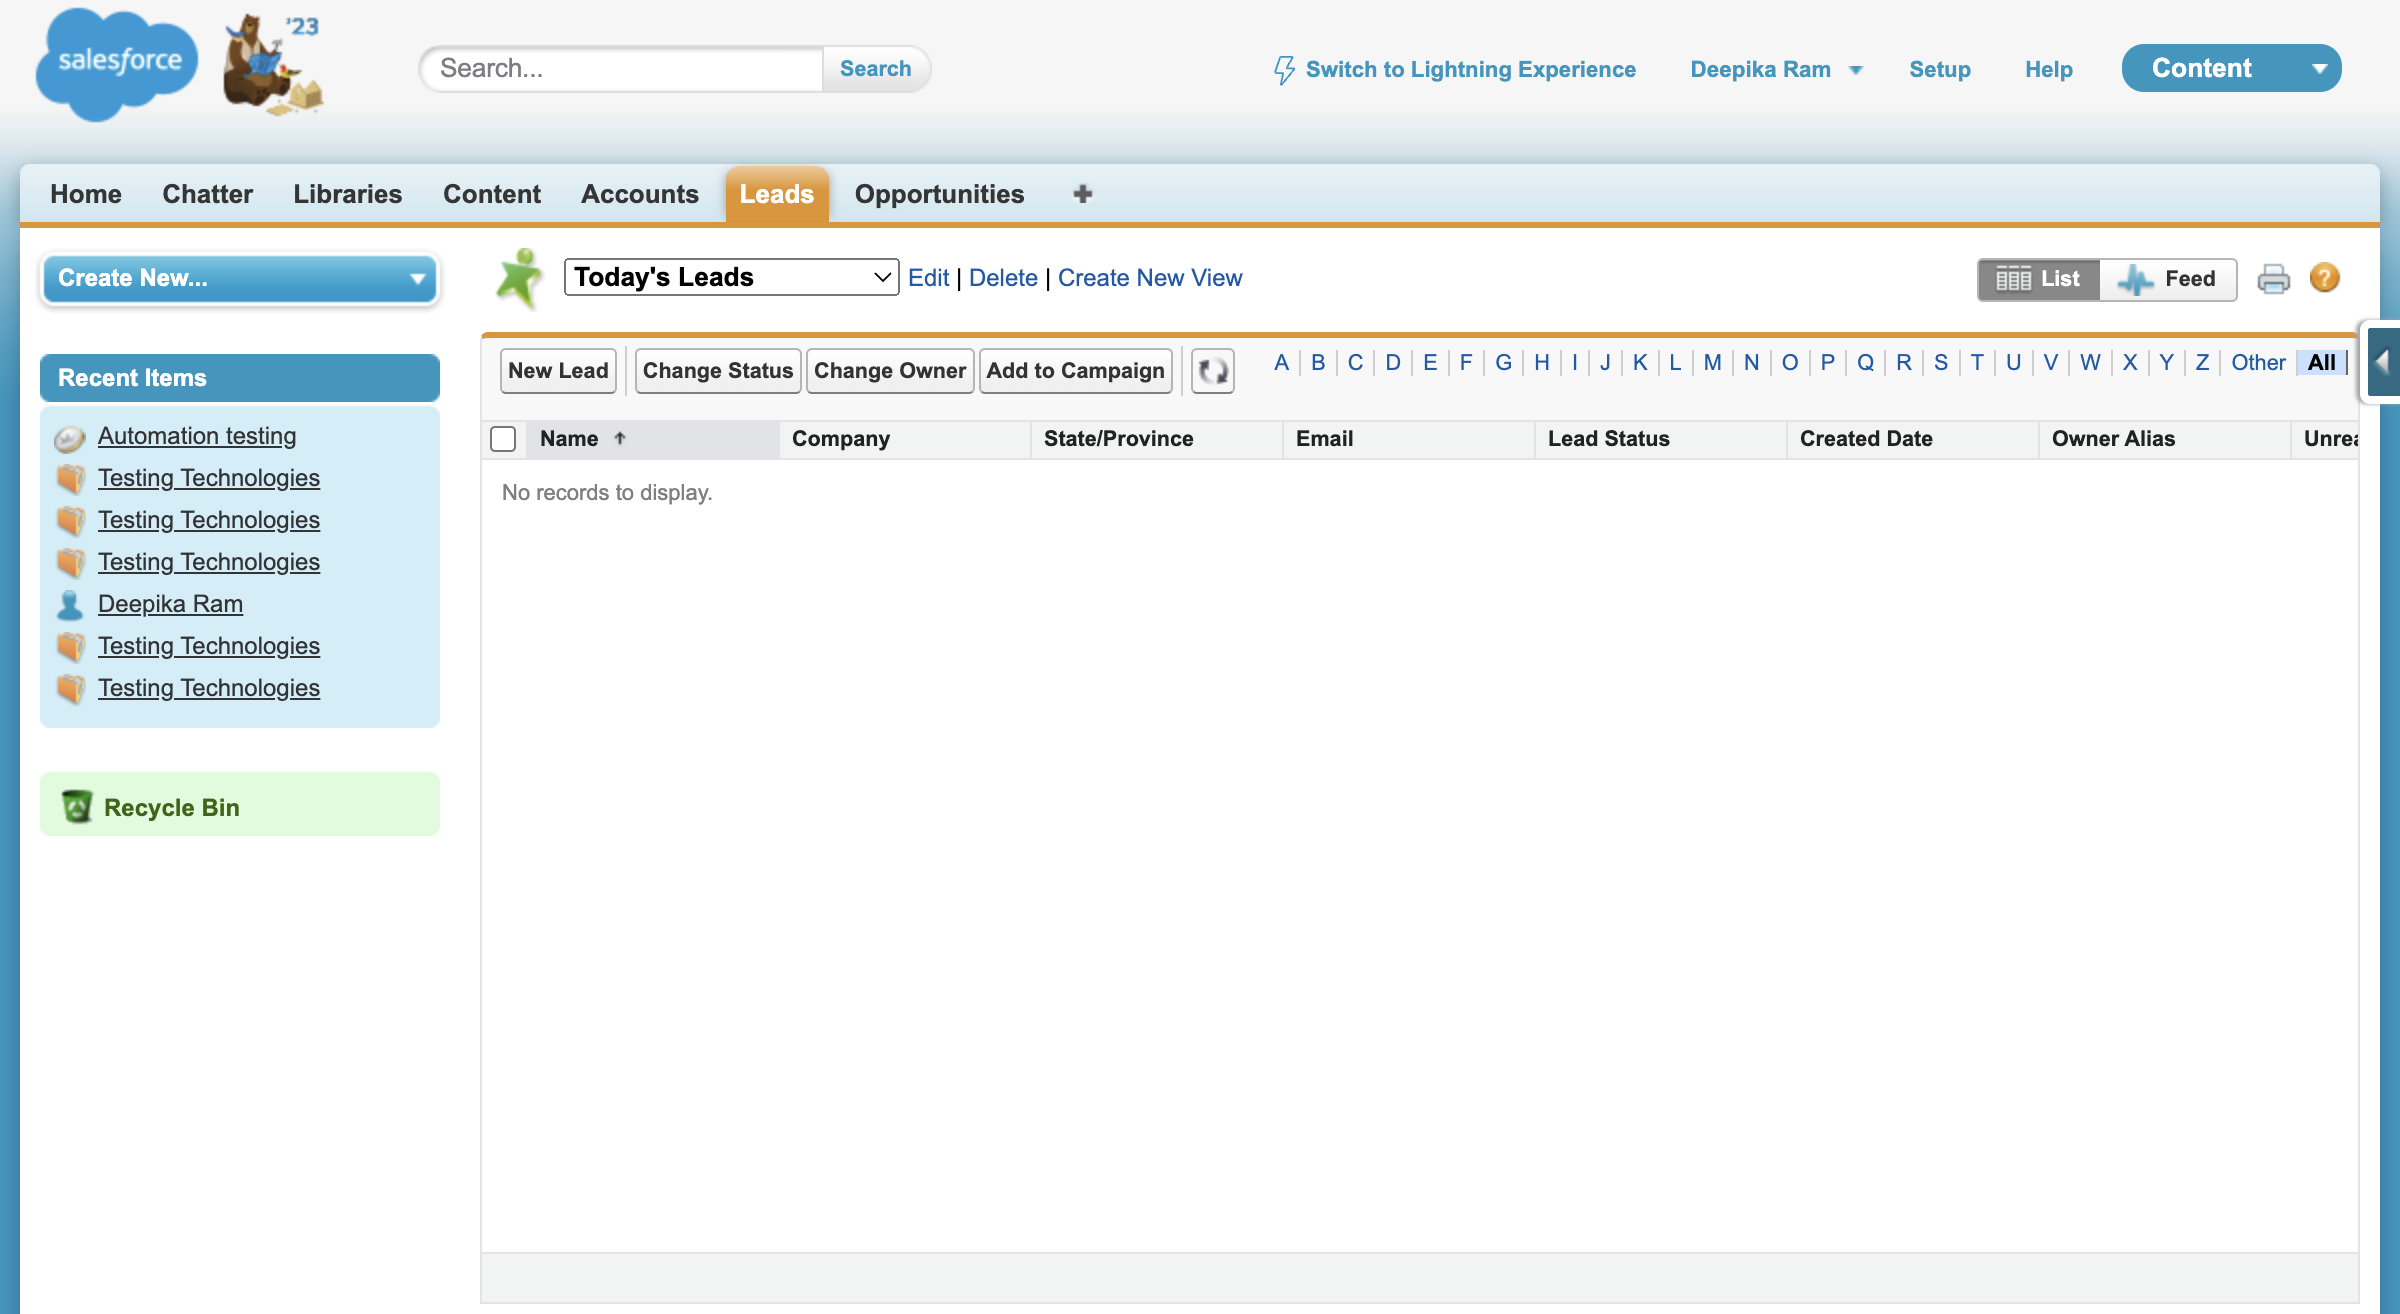 salesforce
'23
Search...
Search
Switch to Lightning Experience
Deepika Ram
Setup
Help
Content
Home
Chatter
Libraries
Content
Accounts
Leads
Opportunities
Create New...
Today's Leads
Edit | Delete | Create New View
List
Feed
Recent Items
Automation testing
Testing Technologies
Testing Technologies
Testing Technologies
Deepika Ram
Testing Technologies
Testing Technologies
Recycle Bin
New Lead
Change Status
Change Owner
Add to Campaign
A | B | C | D | E | F | G | H | I | J | K | L | M | N | O | P | Q | R | S | T | U | V | W | X | Y | Z | Other | All
Name
Company
State/Province
Email
Lead Status
Created Date
Owner Alias
Unrea
No records to display.